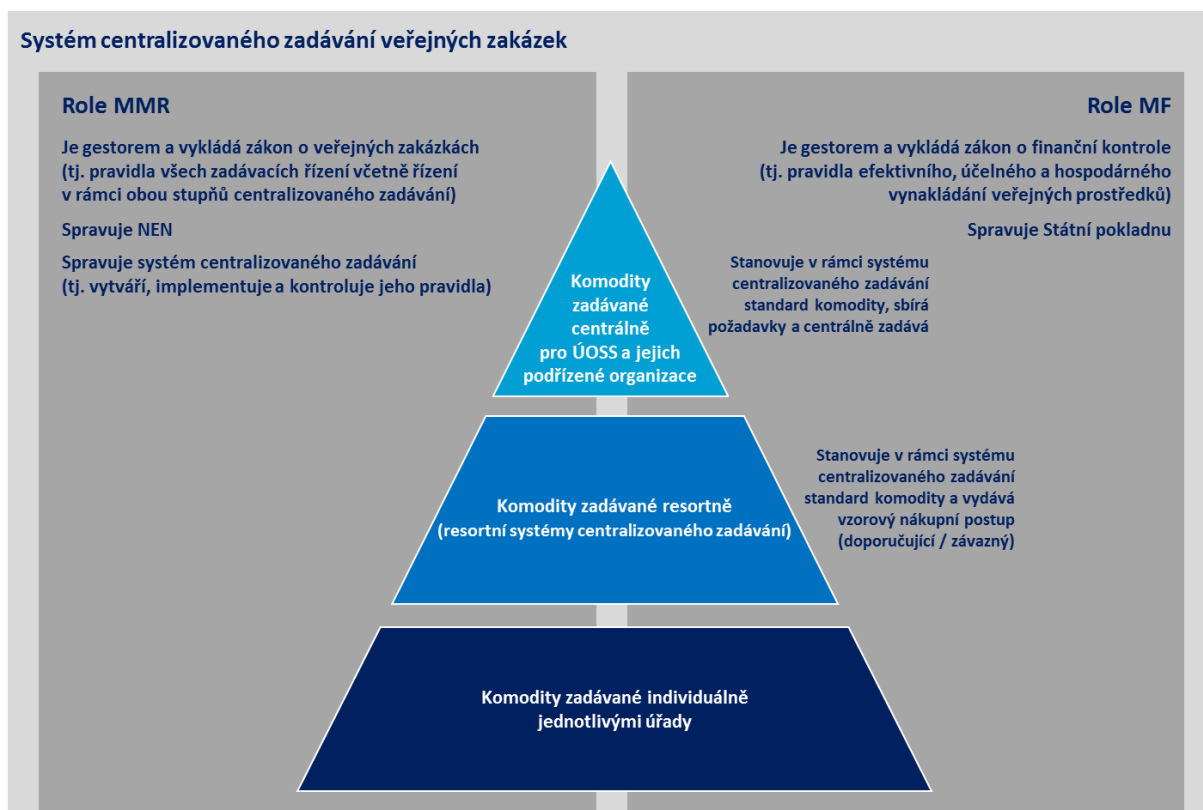 Systém centralizovaného zadávání veřejných zakázek
Role MMR
Je gestorem a vykládá zákon o veřejných zakázkách
(tj. pravidla všech zadávacích řízení včetně řízení
v rámci obou stupňů centralizovaného zadávání)
Spravuje NEN
Spravuje systém centralizovaného zadávání
(tj. vytváří, implementuje a kontroluje jeho pravidla)
Role MF
Je gestorem a vykládá zákon o finanční kontrole
(tj. pravidla efektivního, účelného a hospodárného
vynakládání veřejných prostředků)
Spravuje Státní pokladnu
Stanovuje v rámci systému
centralizovaného zadávání
standard komodity, sbírá
požadavky a centrálně zadává
Komodity
zadávané
centrálně
pro ÚOSS a jejich
podřízené organizace
Stanovuje v rámci systému
centralizovaného zadávání
standard komodity a vydává
vzorový nákupní postup
(doporučující / závazný)
Komodity zadávané resortně
(resortní systémy centralizovaného zadávání)
Komodity zadávané individuálně
jednotlivými úřady